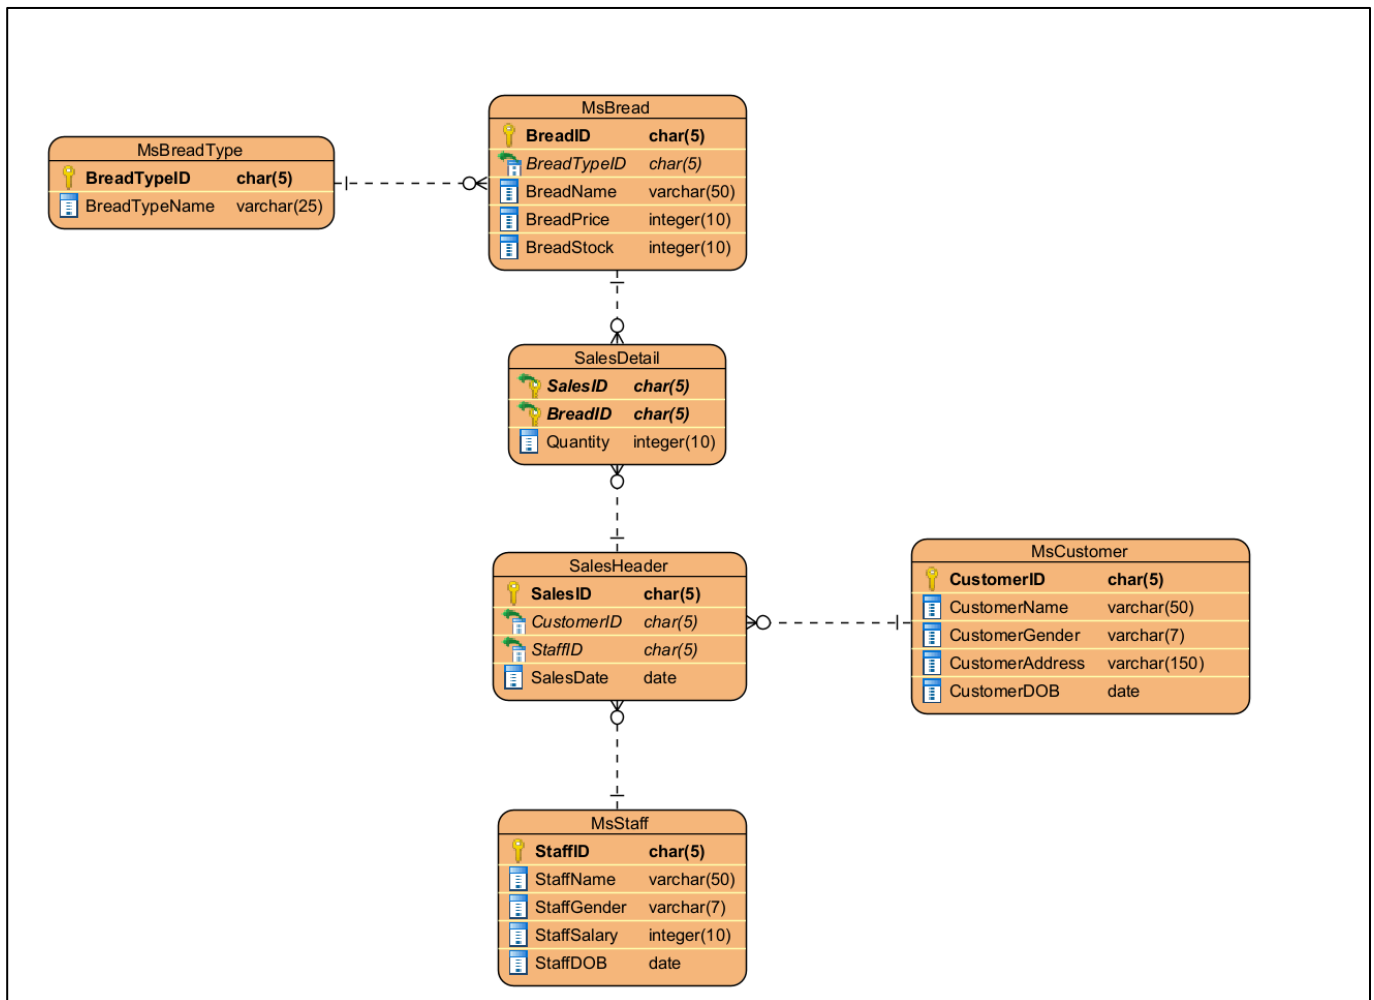 MsBread
BreadID char(5)
BreadTypeID char(5)
BreadName varchar(50)
BreadPrice integer(10)
BreadStock integer(10)
MsBreadType
BreadTypeID char(5)
BreadTypeName varchar(25)
SalesDetail
SalesID char(5)
BreadID char(5)
Quantity integer(10)
SalesHeader
SalesID char(5)
CustomerID char(5)
StaffID char(5)
SalesDate date
MsCustomer
CustomerID char(5)
CustomerName varchar(50)
CustomerGender varchar(7)
CustomerAddress varchar(150)
CustomerDOB date
MsStaff
StaffID char(5)
StaffName varchar(50)
StaffGender varchar(7)
StaffSalary integer(10)
StaffDOB date